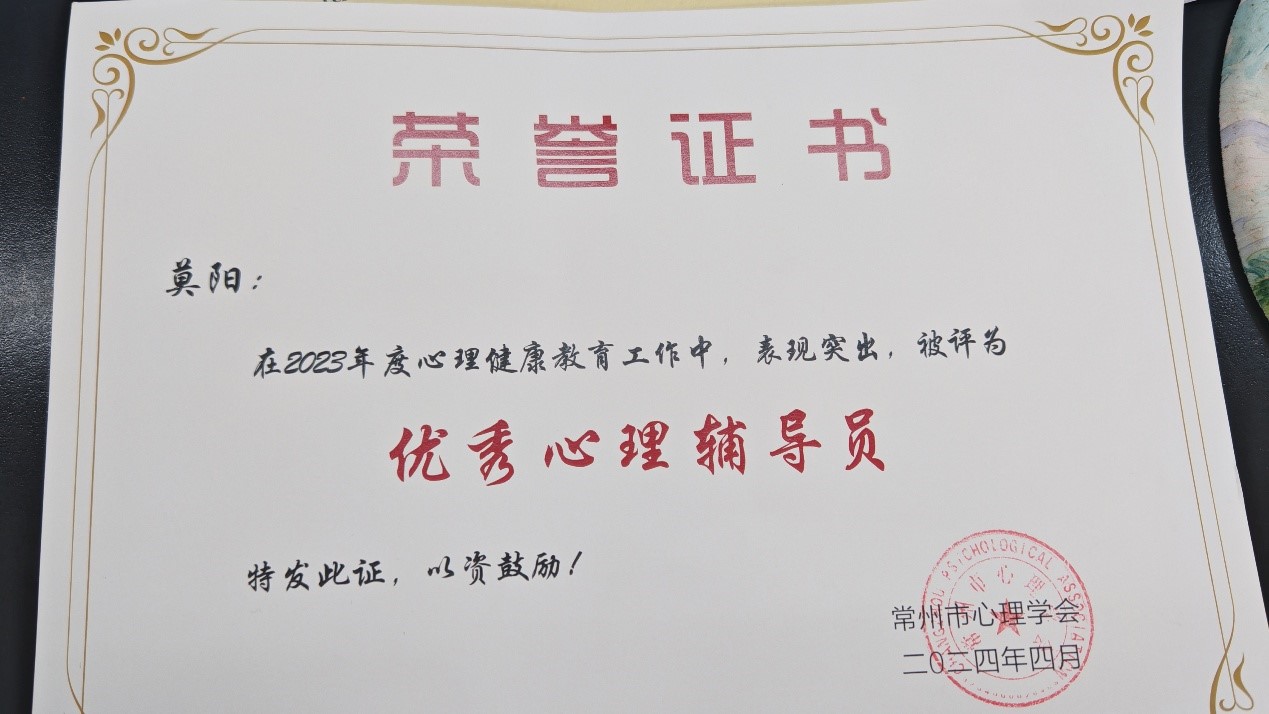 荣誉证书
莫阳：
在2023年度心理健康教育工作中，表现突出，被评为
优秀心理辅导员
特发此证，以资鼓励！
常州市心理学会
二〇二四年四月
PSYCHOLOGICAL ASSOCIATION